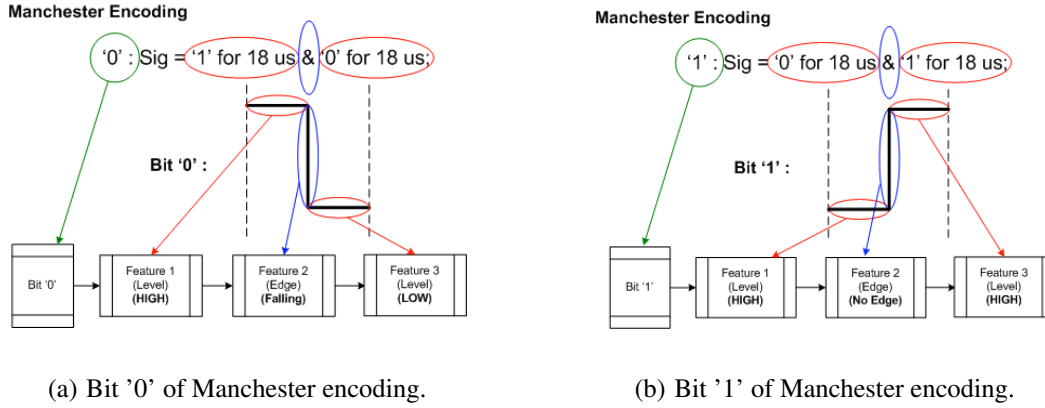 Manchester Encoding
'0' : Sig = '1' for 18 us & '0' for 18 us;
Bit '0' :
Bit '0'
Feature 1
(Level)
(HIGH)
Feature 2
(Edge)
(Falling)
Feature 3
(Level)
(LOW)
(a) Bit '0' of Manchester encoding.
Manchester Encoding
'1' : Sig = '0' for 18 us & '1' for 18 us;
Bit '1' :
Bit '1'
Feature 1
(Level)
(HIGH)
Feature 2
(Edge)
(No Edge)
Feature 3
(Level)
(HIGH)
(b) Bit '1' of Manchester encoding.